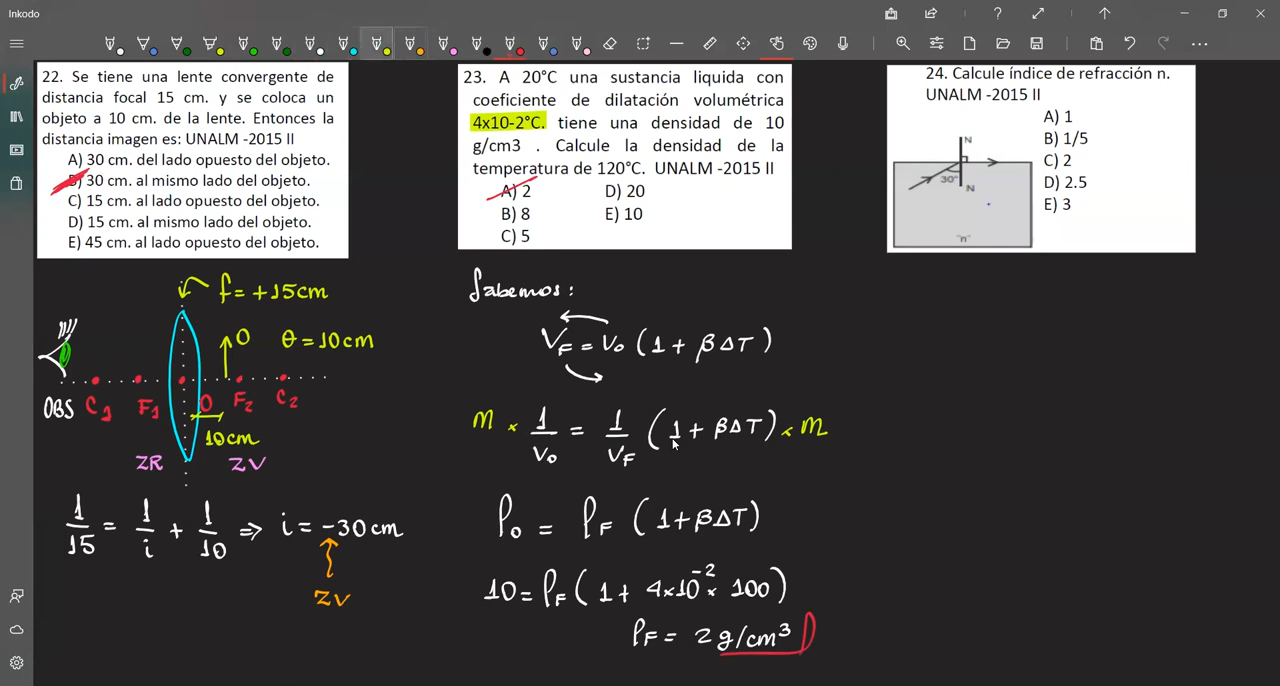 Inkodo
22. Se tiene una lente convergente de
distancia focal 15 cm. y se coloca un
objeto a 10 cm. de la lente. Entonces la
distancia imagen es: UNALM -2015 II
A) 30 cm. del lado opuesto del objeto.
B) 30 cm. al mismo lado del objeto.
C) 15 cm. al lado opuesto del objeto.
D) 15 cm. al mismo lado del objeto.
E) 45 cm. al lado opuesto del objeto.
f = +15cm
O θ = 10cm
OBS C1 F1 O F2 C2
10cm
ZR ZV
1/15 = 1/i + 1/10 ⇒ i = -30 cm
ZV
23. A 20°C una sustancia liquida con
coeficiente de dilatación volumétrica
4x10-2°C. tiene una densidad de 10
g/cm3 . Calcule la densidad de la
temperatura de 120°C. UNALM -2015 II
A) 2 D) 20
B) 8 E) 10
C) 5
Sabemos:
VF = V0 (1 + βΔT)
m × 1/V0 = 1/VF (1 + βΔT) × m
ρ0 = ρF (1 + βΔT)
10 = ρF (1 + 4×10^-2 × 100)
ρF = 2 g/cm³
24. Calcule índice de refracción n.
UNALM -2015 II
A) 1
B) 1/5
C) 2
D) 2.5
E) 3
N
30°
N
"n"